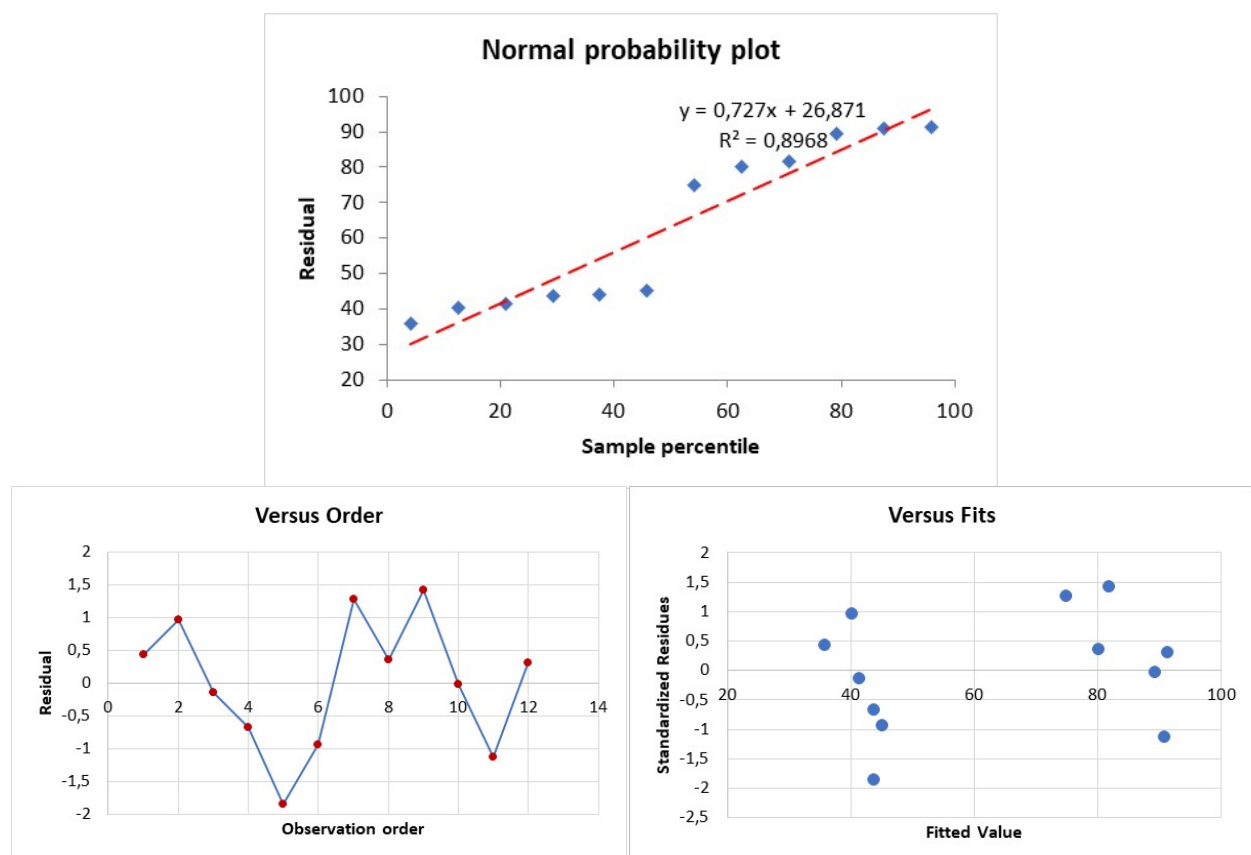 Normal probability plot
y = 0,727x + 26,871
R² = 0,8968
100
90
80
70
60
50
40
30
20
Residual
0 20 40 60 80 100
Sample percentile
Versus Order
2
1,5
1
0,5
0
-0,5
-1
-1,5
-2
Residual
0 2 4 6 8 10 12 14
Observation order
Versus Fits
2
1,5
1
0,5
0
-0,5
-1
-1,5
-2
-2,5
Standardized Residues
20 40 60 80 100
Fitted Value